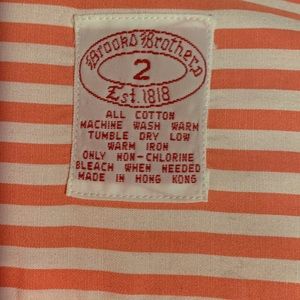 Brooks Brothers
2
Est. 1818
ALL COTTON
MACHINE WASH WARM
TUMBLE DRY LOW
WARM IRON
ONLY NON-CHLORINE
BLEACH WHEN NEEDED
MADE IN HONG KONG